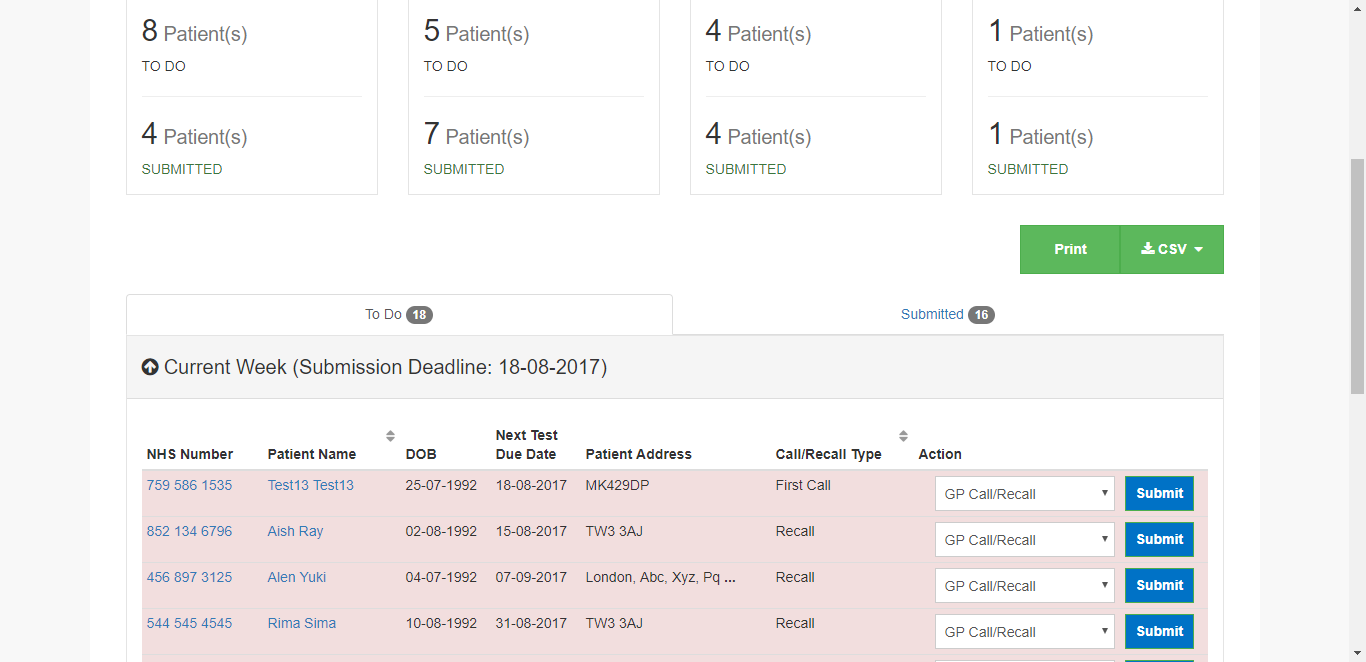 8 Patient(s) 5 Patient(s) 4 Patient(s) 1 Patient(s)
TO DO TO DO TO DO TO DO
4 Patient(s) 7 Patient(s) 4 Patient(s) 1 Patient(s)
SUBMITTED SUBMITTED SUBMITTED SUBMITTED
Print CSV
To Do 18 Submitted 16
Current Week (Submission Deadline: 18-08-2017)
NHS Number Patient Name DOB Next Test Due Date Patient Address Call/Recall Type Action
759 586 1535 Test13 Test13 25-07-1992 18-08-2017 MK429DP First Call GP Call/Recall Submit
852 134 6796 Aish Ray 02-08-1992 15-08-2017 TW3 3AJ Recall GP Call/Recall Submit
456 897 3125 Alen Yuki 04-07-1992 07-09-2017 London, Abc, Xyz, Pq ... Recall GP Call/Recall Submit
544 545 4545 Rima Sima 10-08-1992 31-08-2017 TW3 3AJ Recall GP Call/Recall Submit